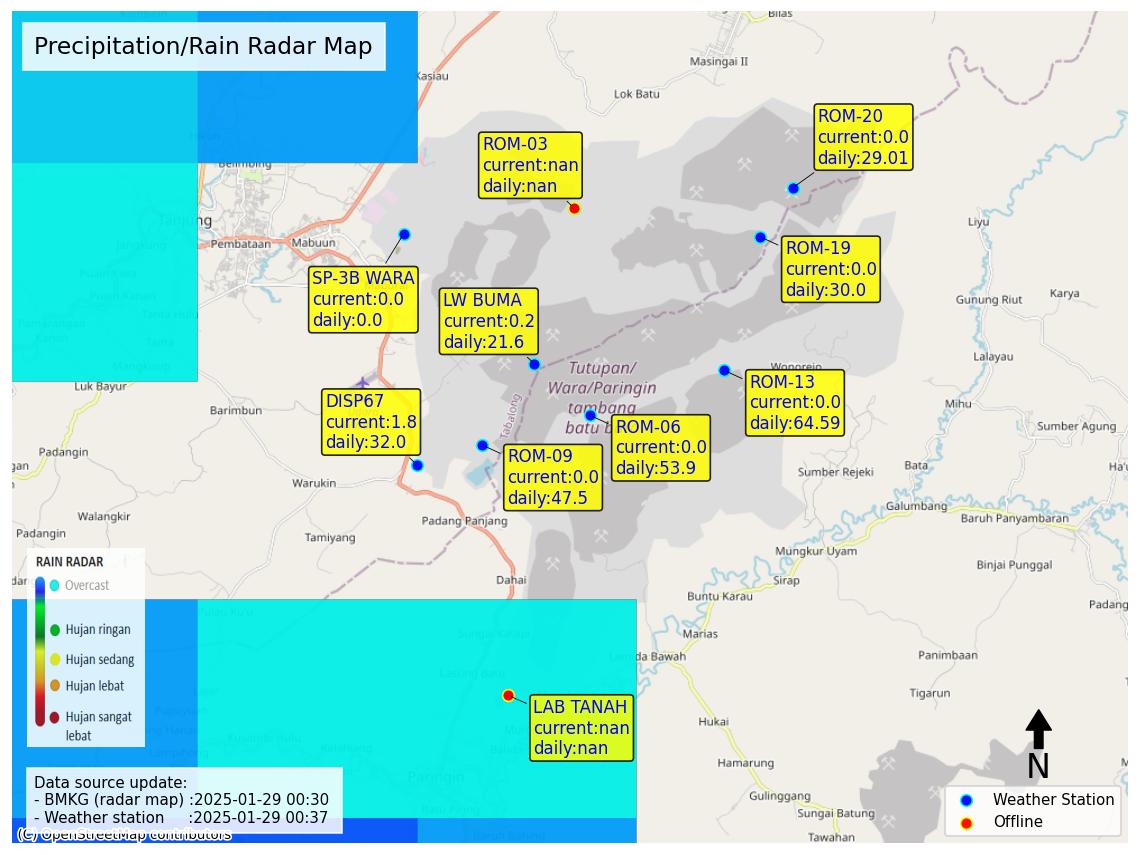 Precipitation/Rain Radar Map
Bilas
Masingai II
Kasiau
Lok Batu
ROM-20
current:0.0
daily:29.01
ROM-03
current:nan
daily:nan
Belimbing
Tanjung
Jangkung
Pembataan
Mabuun
Liyu
ROM-19
current:0.0
daily:30.0
SP-3B WARA
current:0.0
daily:0.0
LW BUMA
current:0.2
daily:21.6
Puain Kanan
Tanta Hulu
Pamarangan
Kanan
Tama
Mangkusip
Gunung Riut
Karya
Lalayau
Wonorejo
Tutupan/
Wara/Paringin
tambang
batu b
Luk Bayur
Barimbun
Tabalong
ROM-13
current:0.0
daily:64.59
Mihu
DISP67
current:1.8
daily:32.0
ROM-06
current:0.0
daily:53.9
Sumber Agung
Padangin
Warukin
ROM-09
current:0.0
daily:47.5
Sumber Rejeki
Bata
Galumbang
Baruh Panyambaran
Walangkir
Padangin
Padang Panjang
Tamiyang
Mungkur Uyam
Binjai Punggal
Dahai
Sirap
Buntu Karau
Padang
RAIN RADAR
Overcast
Hujan ringan
Hujan sedang
Hujan lebat
Hujan sangat
lebat
Marias
Panimbaan
Tigarun
LAB TANAH
current:nan
daily:nan
Hukai
Hamarung
Paringin
N
Data source update:
- BMKG (radar map) :2025-01-29 00:30
- Weather station :2025-01-29 00:37
(C) OpenStreetMap contributors
Gulinggang
Sungai Batung
Tawahan
Weather Station
Offline